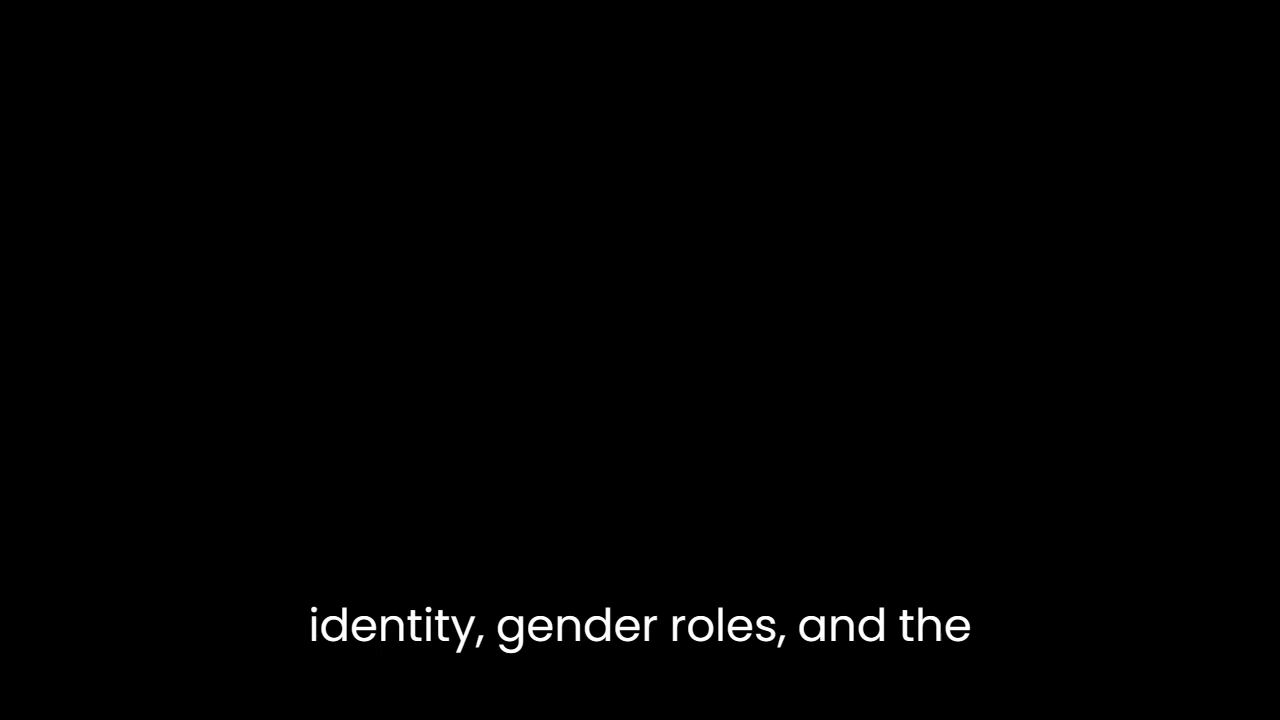 identity, gender roles, and the